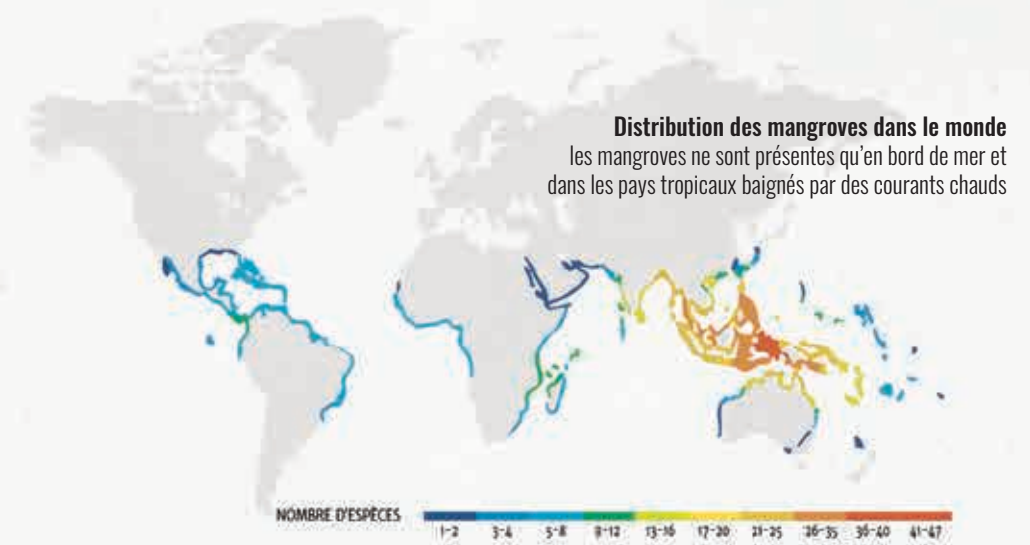 Distribution des mangroves dans le monde
les mangroves ne sont présentes qu'en bord de mer et
dans les pays tropicaux baignés par des courants chauds
NOMBRE D'ESPÈCES
1-2 3-4 5-8 9-12 13-16 17-20 21-25 26-35 36-40 41-47